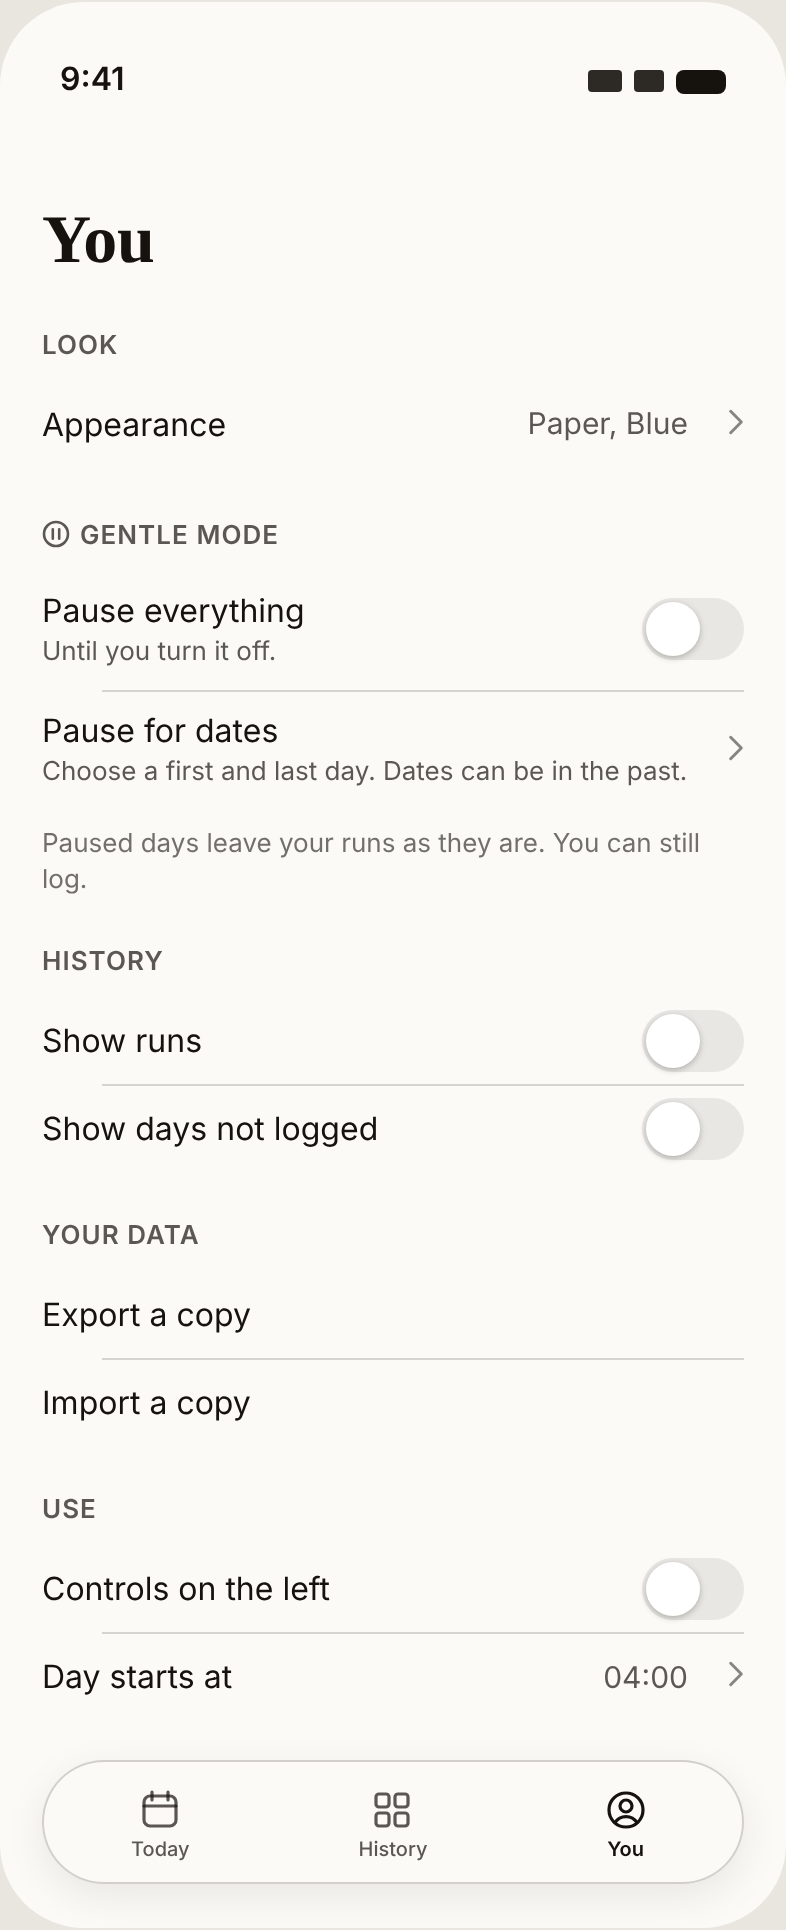 9:41
You
LOOK
Appearance
Paper, Blue
GENTLE MODE
Pause everything
Until you turn it off.
Pause for dates
Choose a first and last day. Dates can be in the past.
Paused days leave your runs as they are. You can still
log.
HISTORY
Show runs
Show days not logged
YOUR DATA
Export a copy
Import a copy
USE
Controls on the left
Day starts at
04:00
Today
History
You